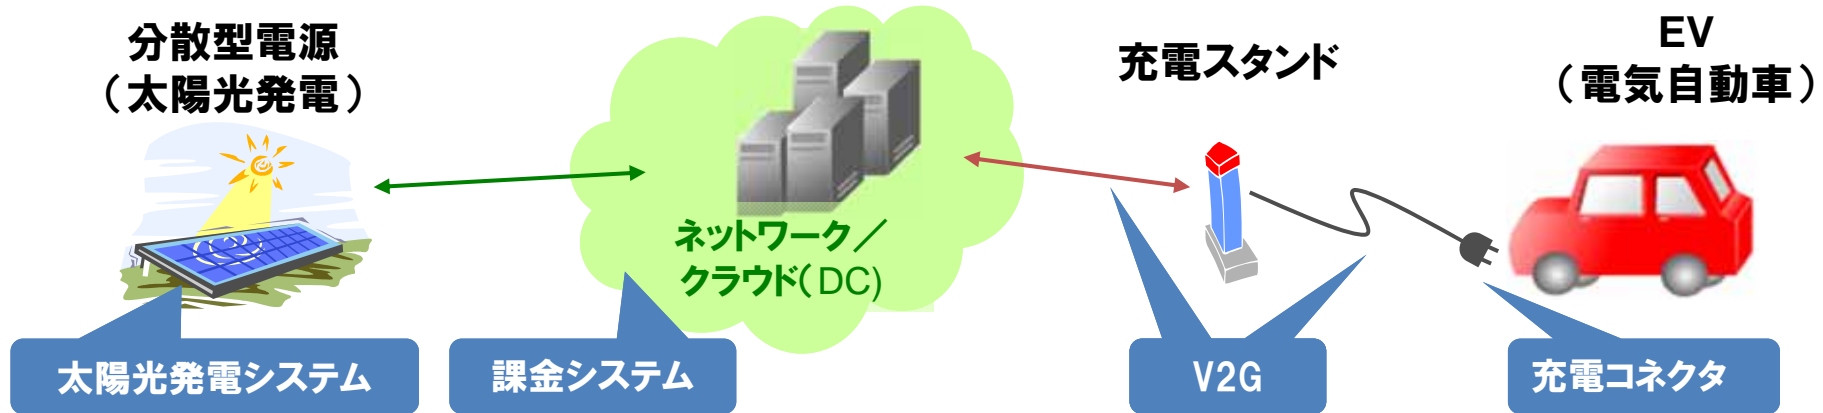 分散型電源
（太陽光発電）
ネットワーク／
クラウド(DC)
充電スタンド
EV
（電気自動車）
太陽光発電システム
課金システム
V2G
充電コネクタ